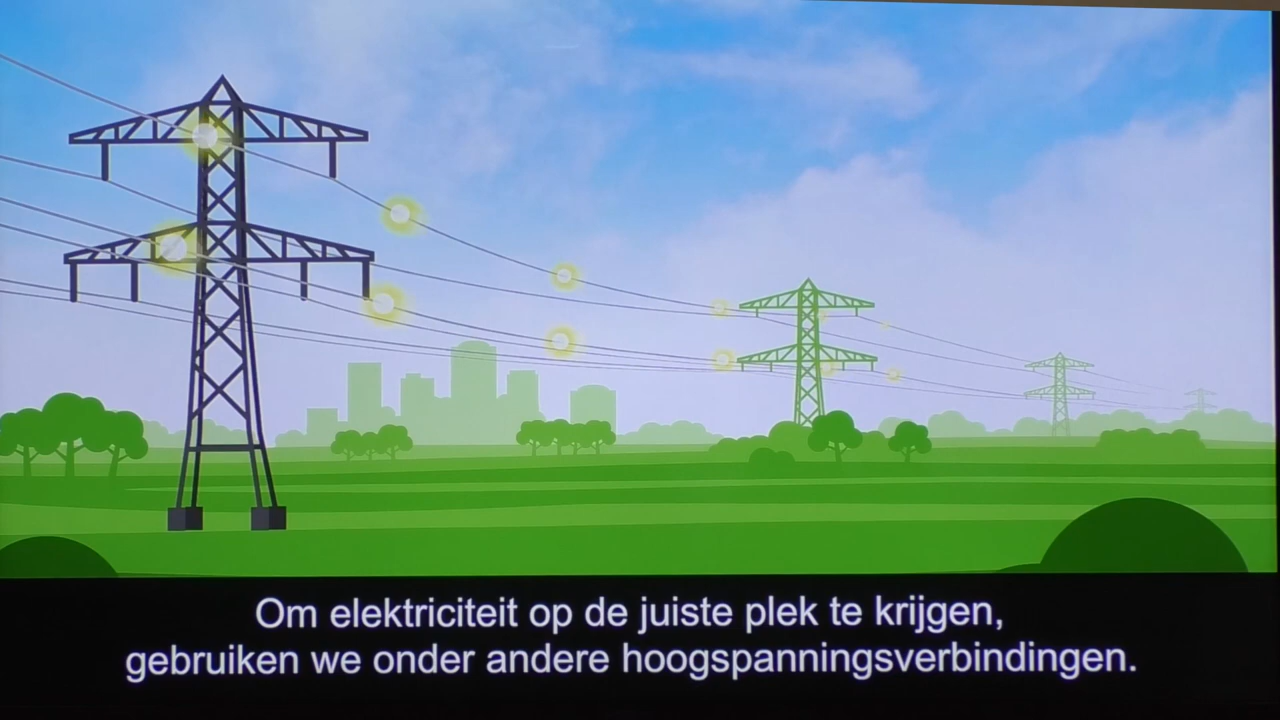 Om elektriciteit op de juiste plek te krijgen,
gebruiken we onder andere hoogspanningsverbindingen.